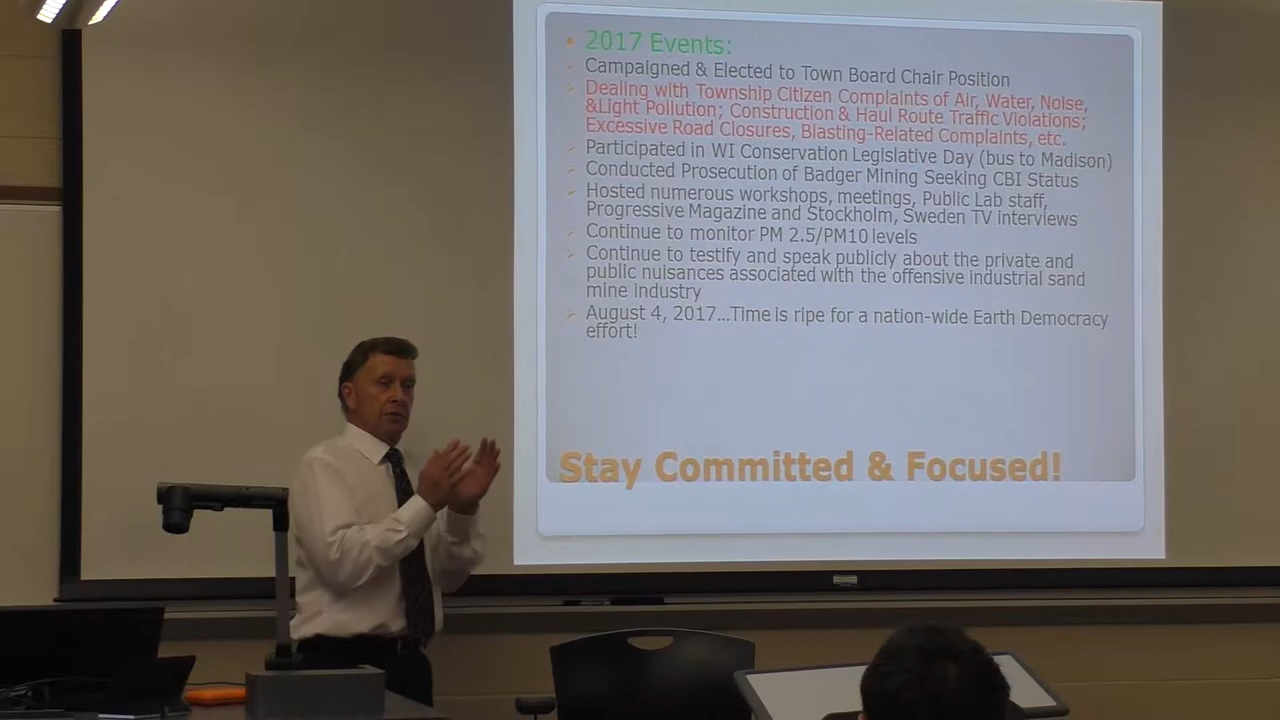 2017 Events:
Campaigned & Elected to Town Board Chair Position
Dealing with Township Citizen Complaints of Air, Water, Noise,
&Light Pollution; Construction & Haul Route Traffic Violations;
Excessive Road Closures, Blasting-Related Complaints, etc.
Participated in WI Conservation Legislative Day (bus to Madison)
Conducted Prosecution of Badger Mining Seeking CBI Status
Hosted numerous workshops, meetings, Public Lab staff,
Progressive Magazine and Stockholm, Sweden TV interviews
Continue to monitor PM 2.5/PM10 levels
Continue to testify and speak publicly about the private and
public nuisances associated with the offensive industrial sand
mine industry
August 4, 2017…Time is ripe for a nation-wide Earth Democracy
effort!
Stay Committed & Focused!